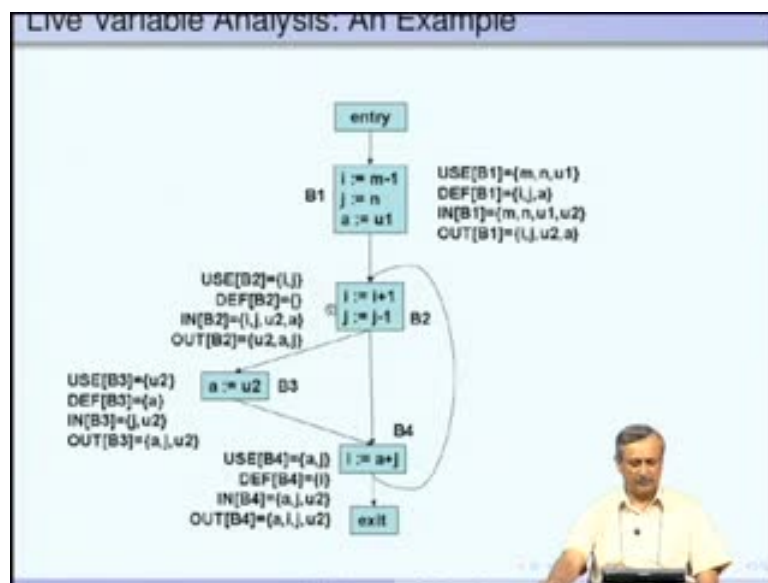 Live Variable Analysis: An Example
entry
B1
i := m-1
j := n
a := u1
USE[B1]={m,n,u1}
DEF[B1]={i,j,a}
IN[B1]={m,n,u1,u2}
OUT[B1]={i,j,u2,a}
USE[B2]={i,j}
DEF[B2]={}
IN[B2]={i,j,u2,a}
OUT[B2]={u2,a,j}
i := i+1
j := j-1
B2
USE[B3]={u2}
DEF[B3]={a}
IN[B3]={j,u2}
OUT[B3]={a,j,u2}
a := u2
B3
B4
i := a+j
USE[B4]={a,j}
DEF[B4]={i}
IN[B4]={a,j,u2}
OUT[B4]={a,i,j,u2}
exit